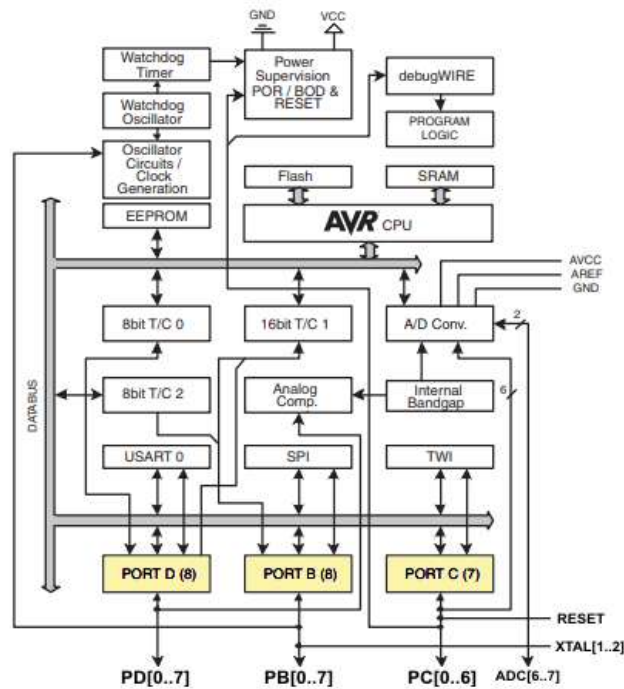 GND
VCC
Watchdog
Timer
Power
Supervision
POR / BOD &
RESET
debugWIRE
Watchdog
Oscillator
PROGRAM
LOGIC
Oscillator
Circuits /
Clock
Generation
Flash
SRAM
EEPROM
AVR CPU
AVCC
AREF
GND
8bit T/C 0
16bit T/C 1
A/D Conv.
2
DATABUS
8bit T/C 2
Analog
Comp.
Internal
Bandgap
6
USART 0
SPI
TWI
PORT D (8)
PORT B (8)
PORT C (7)
RESET
XTAL[1..2]
PD[0..7]
PB[0..7]
PC[0..6]
ADC[6..7]